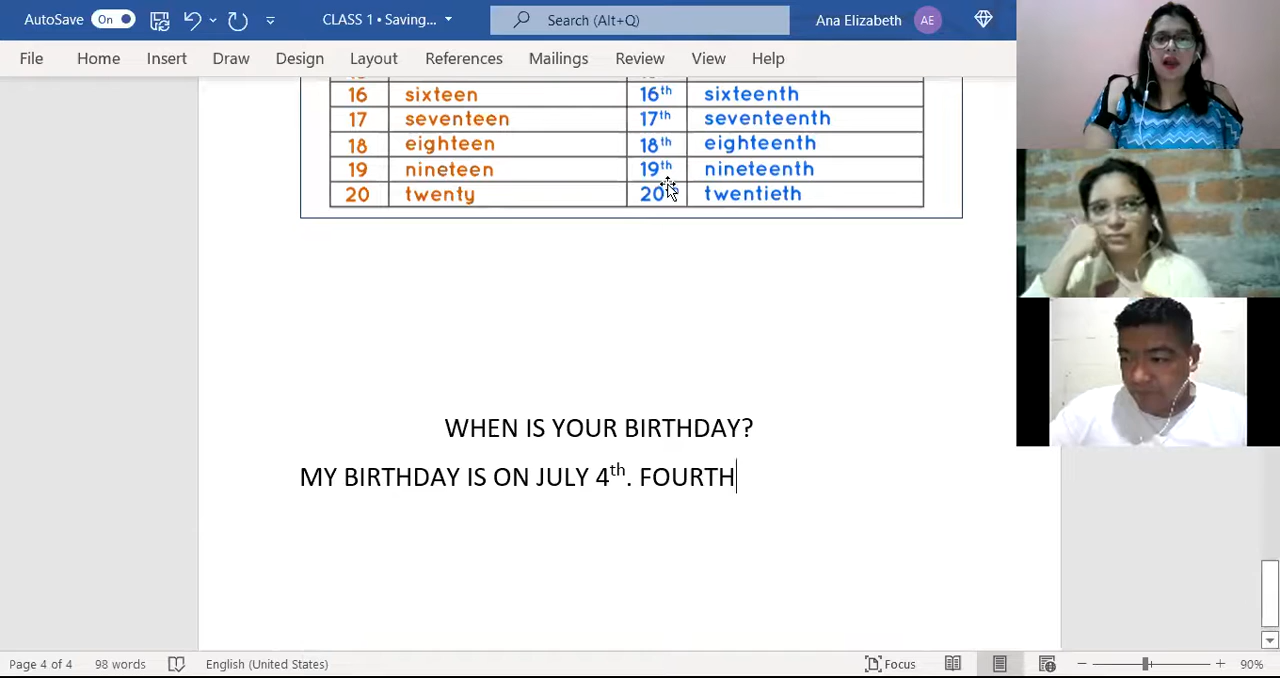 AutoSave On CLASS 1 • Saving... Search (Alt+Q) Ana Elizabeth AE
File Home Insert Draw Design Layout References Mailings Review View Help
16 sixteen 16th sixteenth
17 seventeen 17th seventeenth
18 eighteen 18th eighteenth
19 nineteen 19th nineteenth
20 twenty 20th twentieth
WHEN IS YOUR BIRTHDAY?
MY BIRTHDAY IS ON JULY 4th. FOURTH
Page 4 of 4 98 words English (United States) Focus 90%